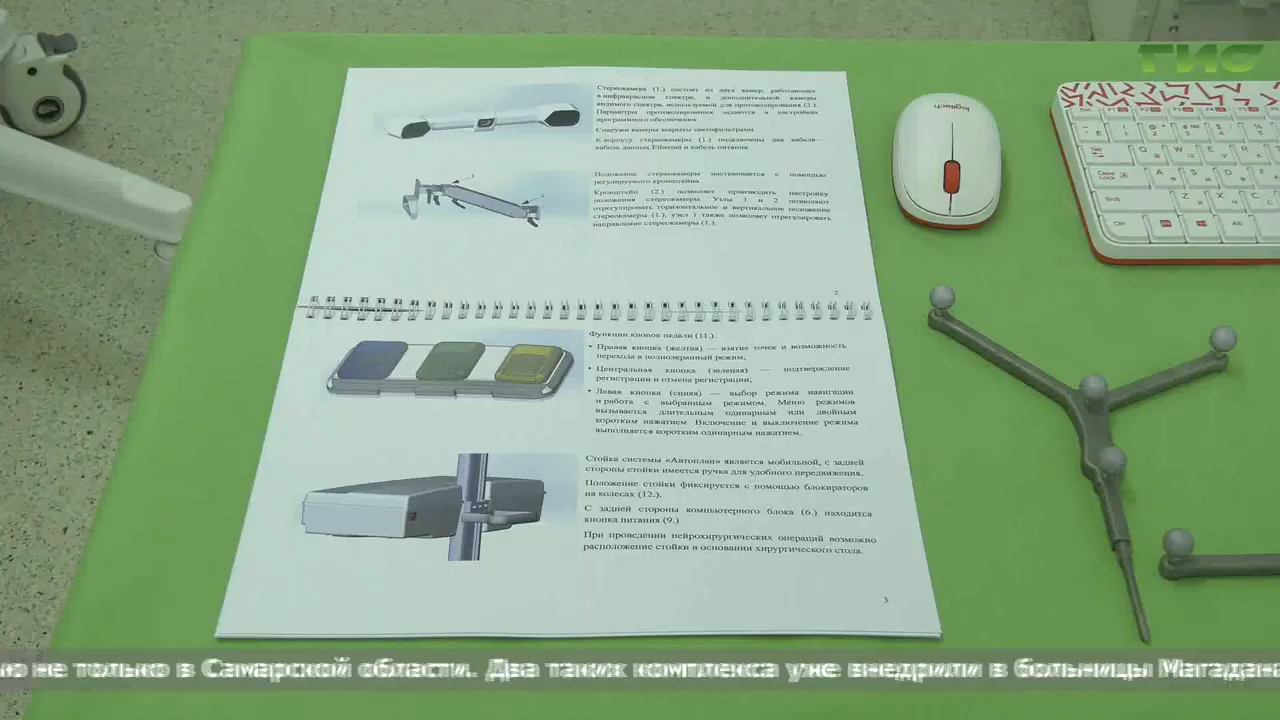 ГИС
Стереокамера (1.) состоит из двух камер, работающих
в инфракрасном спектре, и дополнительной камеры
видимого спектра, используемой для протоколирования (2.)
Параметры протоколирования задаются в настройках
программного обеспечения
Снаружи камеры закрыты светофильтрами.
К корпусу стереокамеры (1.) подключены два кабеля—
кабель данных Ethernet и кабель питания.
Положение стереокамеры настраивается с помощью
регулируемого кронштейна.
Кронштейн (2.) позволяет производить настройку
положения стереокамеры Узлы 1 и 2 позволяют
отрегулировать горизонтальное и вертикальное положение
стереокамеры (1.), узел 1 также позволяет отрегулировать
направление стереокамеры (1.).
2
Функции кнопок педали (11.).
• Правая кнопка (желтая) — взятие точек и возможность
перехода в полноэкранный режим,
• Центральная кнопка (зеленая) — подтверждение
регистрации и отмена регистрации,
• Левая кнопка (синяя) — выбор режима навигации
и работа с выбранным режимом. Меню режимов
вызывается длительным одинарным или двойным
коротким нажатием. Включение и выключение режима
выполняется коротким одинарным нажатием.
Стойка системы «Автоплан» является мобильной, с задней
стороны стойки имеется ручка для удобного передвижения.
Положение стойки фиксируется с помощью блокираторов
на колесах (12.).
С задней стороны компьютерного блока (6.) находится
кнопка питания (9.)
При проведении нейрохирургических операций возможно
расположение стойки в основании хирургического стола.
3
logitech
не только в Самарской области. Два таких комплекса уже внедрили в больницы Магадана